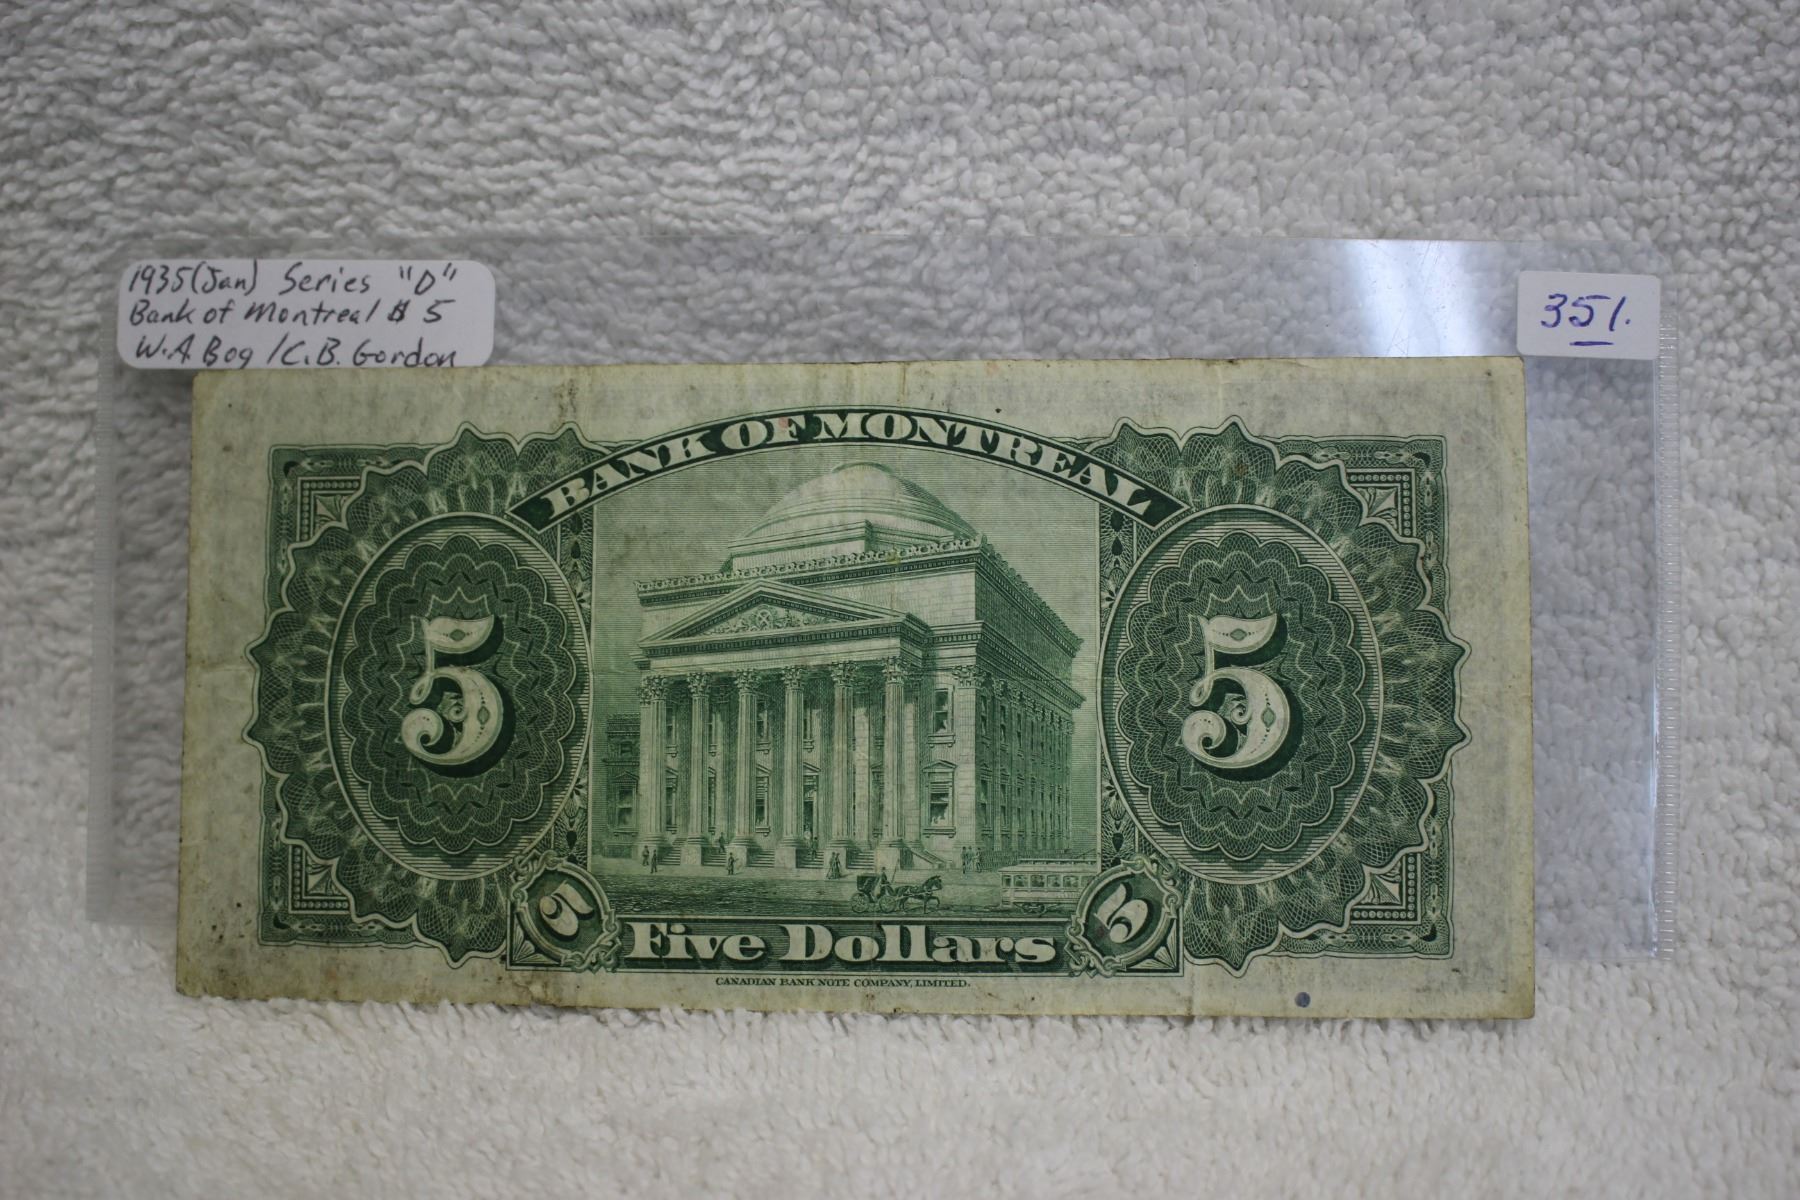 1935(Jan) Series "D"
Bank of Montreal $ 5
W.A Bog / C.B. Gordon
351.
BANK OF MONTREAL
5
5
5
5
Five Dollars
CANADIAN BANK NOTE COMPANY, LIMITED.